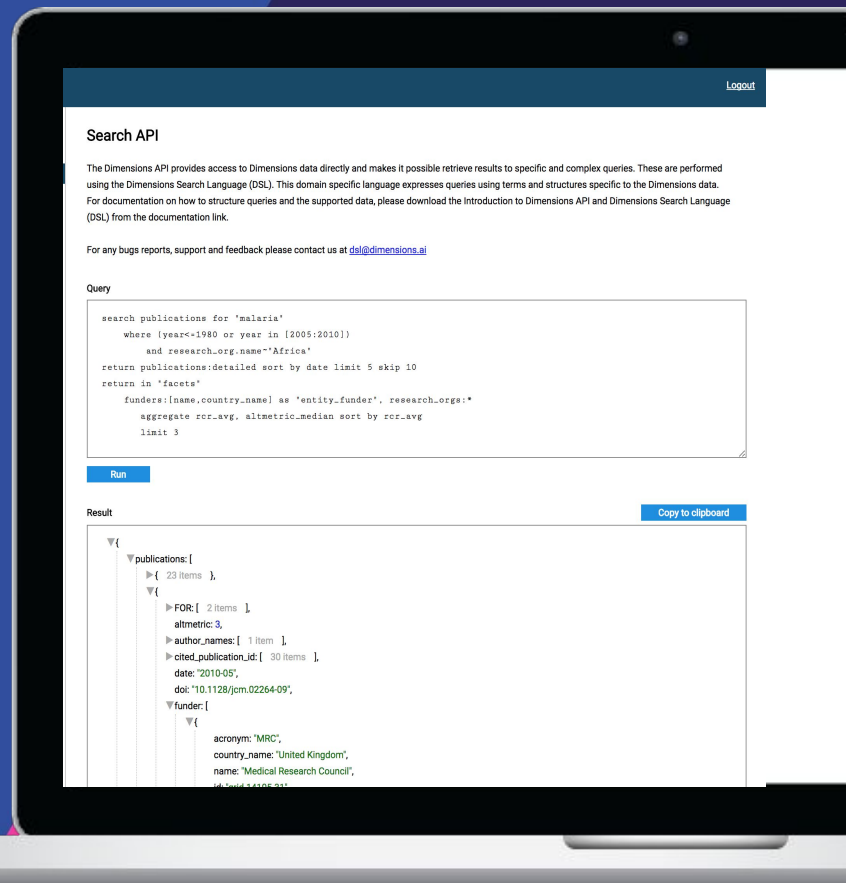 Logout
Search API
The Dimensions API provides access to Dimensions data directly and makes it possible retrieve results to specific and complex queries. These are performed
using the Dimensions Search Language (DSL). This domain specific language expresses queries using terms and structures specific to the Dimensions data.
For documentation on how to structure queries and the supported data, please download the Introduction to Dimensions API and Dimensions Search Language
(DSL) from the documentation link.
For any bugs reports, support and feedback please contact us at dsl@dimensions.ai
Query
search publications for "malaria"
where (year<=1980 or year in [2005:2010])
and research_org.name~"Africa"
return publications:detailed sort by date limit 5 skip 10
return in "facets"
funders:[name,country_name] as "entity_funder", research_orgs:*
aggregate rcr_avg, altmetric_median sort by rcr_avg
limit 3
Run
Result
Copy to clipboard
{
publications: [
{ 23 items },
{
FOR: [ 2 items ],
altmetric: 3,
author_names: [ 1 item ],
cited_publication_id: [ 30 items ],
date: "2010-05",
doi: "10.1128/jcm.02264-09",
funder: [
{
acronym: "MRC",
country_name: "United Kingdom",
name: "Medical Research Council",